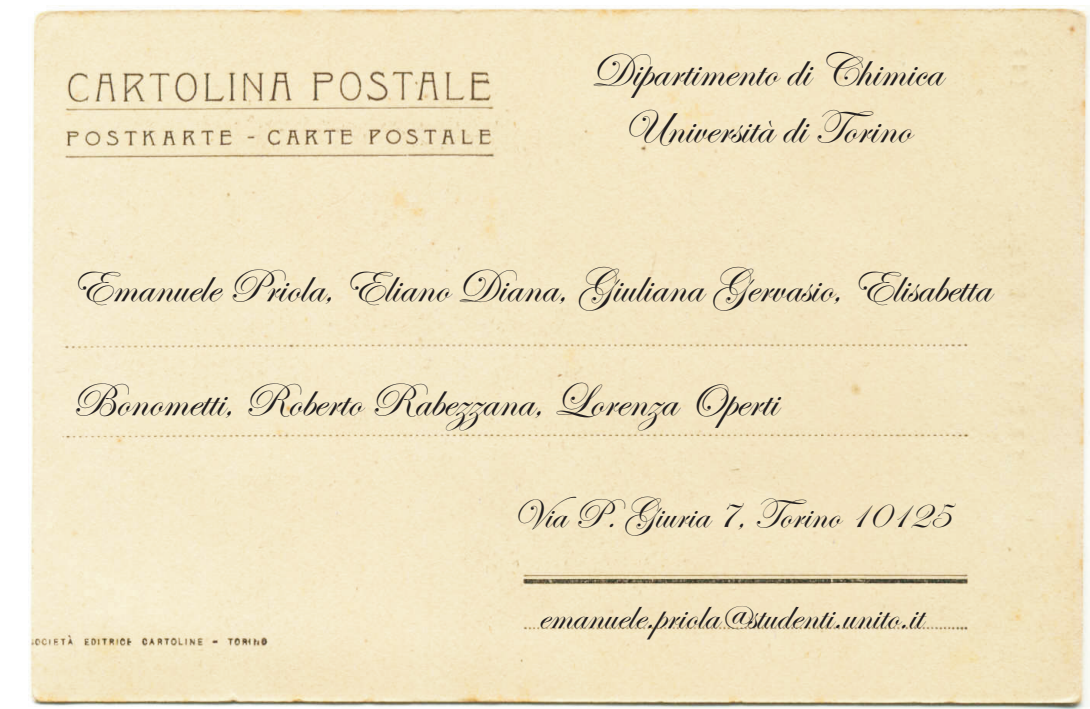 CARTOLINA POSTALE
POSTKARTE - CARTE POSTALE
Dipartimento di Chimica
Università di Torino
Emanuele Priola, Eliano Diana, Giuliana Gervasio, Elisabetta
Bonometti, Roberto Rabezzana, Lorenza Operti
Via P. Giuria 7, Torino 10125
emanuele.priola@studenti.unito.it
SOCIETÀ EDITRICE CARTOLINE - TORINO